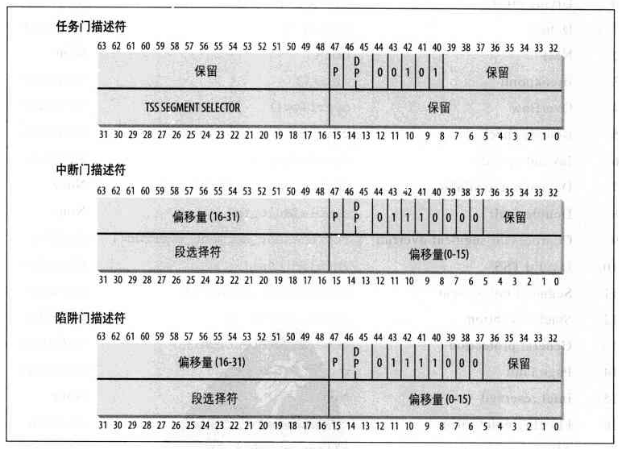 任务门描述符
63 62 61 60 59 58 57 56 55 54 53 52 51 50 49 48 47 46 45 44 43 42 41 40 39 38 37 36 35 34 33 32
保留 P DPL 0 0 1 0 1 保留
TSS SEGMENT SELECTOR 保留
31 30 29 28 27 26 25 24 23 22 21 20 19 18 17 16 15 14 13 12 11 10 9 8 7 6 5 4 3 2 1 0
中断门描述符
63 62 61 60 59 58 57 56 55 54 53 52 51 50 49 48 47 46 45 44 43 42 41 40 39 38 37 36 35 34 33 32
偏移量 (16-31) P DPL 0 1 1 1 0 0 0 0 保留
段选择符 偏移量(0-15)
31 30 29 28 27 26 25 24 23 22 21 20 19 18 17 16 15 14 13 12 11 10 9 8 7 6 5 4 3 2 1 0
陷阱门描述符
63 62 61 60 59 58 57 56 55 54 53 52 51 50 49 48 47 46 45 44 43 42 41 40 39 38 37 36 35 34 33 32
偏移量 (16-31) P DPL 0 1 1 1 1 0 0 0 保留
段选择符 偏移量 (0-15)
31 30 29 28 27 26 25 24 23 22 21 20 19 18 17 16 15 14 13 12 11 10 9 8 7 6 5 4 3 2 1 0